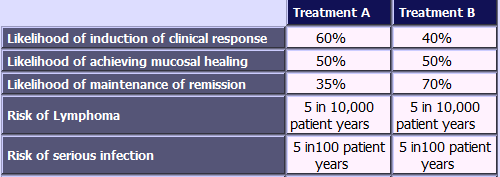 Treatment A Treatment B
Likelihood of induction of clinical response 60% 40%
Likelihood of achieving mucosal healing 50% 50%
Likelihood of maintenance of remission 35% 70%
Risk of Lymphoma 5 in 10,000 patient years 5 in 10,000 patient years
Risk of serious infection 5 in100 patient years 5 in100 patient years